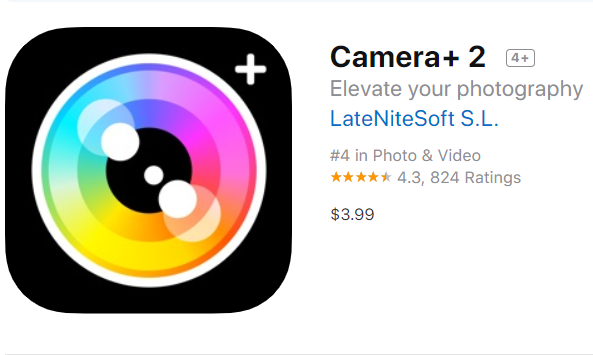 Camera+ 2 4+
Elevate your photography
LateNiteSoft S.L.
#4 in Photo & Video
★★★★★ 4.3, 824 Ratings
$3.99